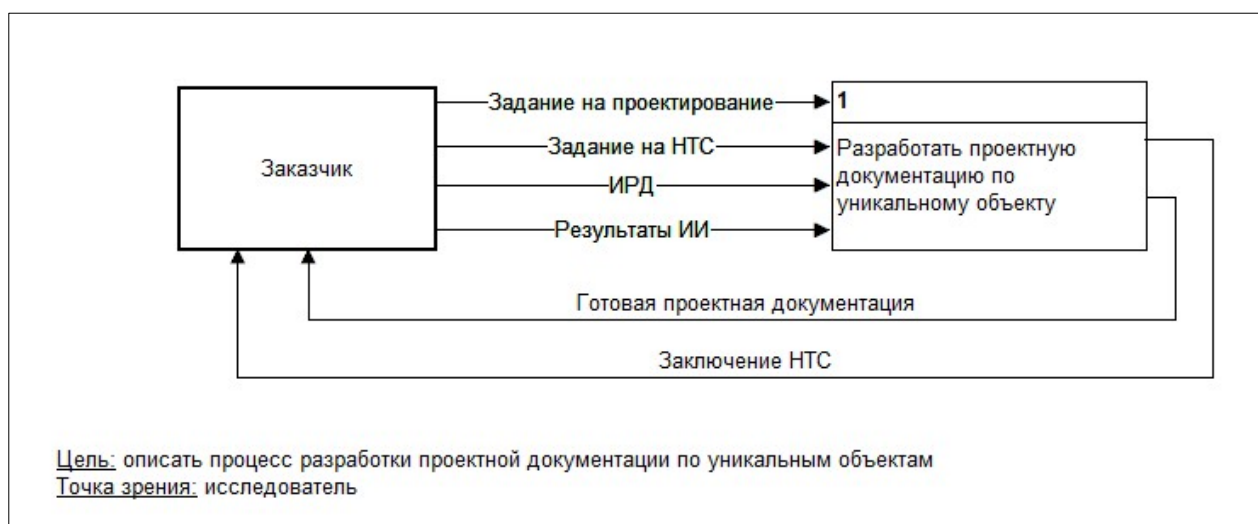 Задание на проектирование
1
Задание на НТС
Заказчик
Разработать проектную
документацию по
уникальному объекту
ИРД
Результаты ИИ
Готовая проектная документация
Заключение НТС
Цель: описать процесс разработки проектной документации по уникальным объектам
Точка зрения: исследователь